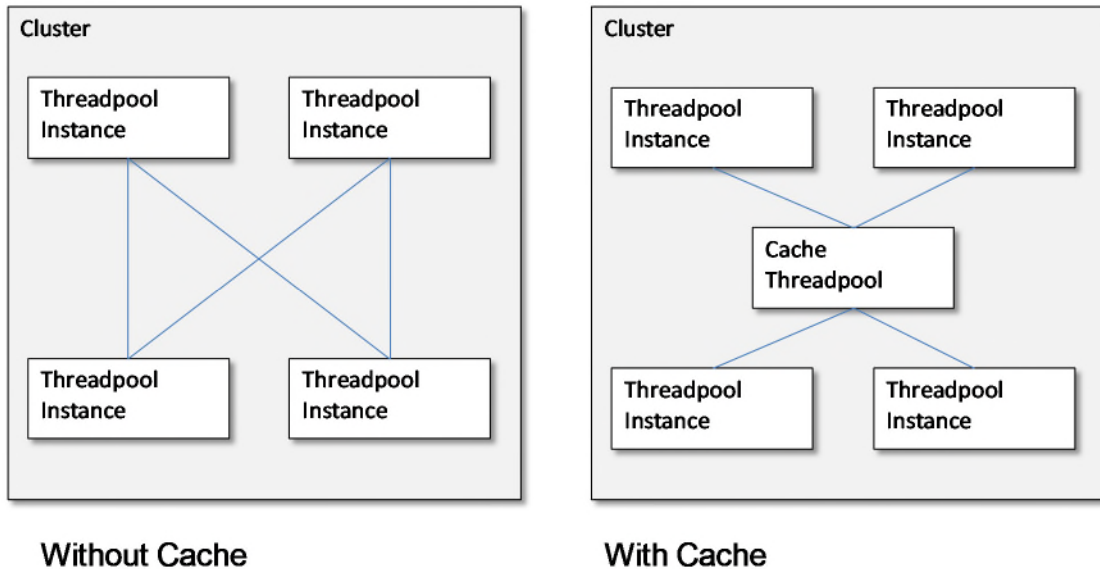 Cluster
Threadpool
Instance
Threadpool
Instance
Threadpool
Instance
Threadpool
Instance
Without Cache
Cluster
Threadpool
Instance
Threadpool
Instance
Cache
Threadpool
Threadpool
Instance
Threadpool
Instance
With Cache